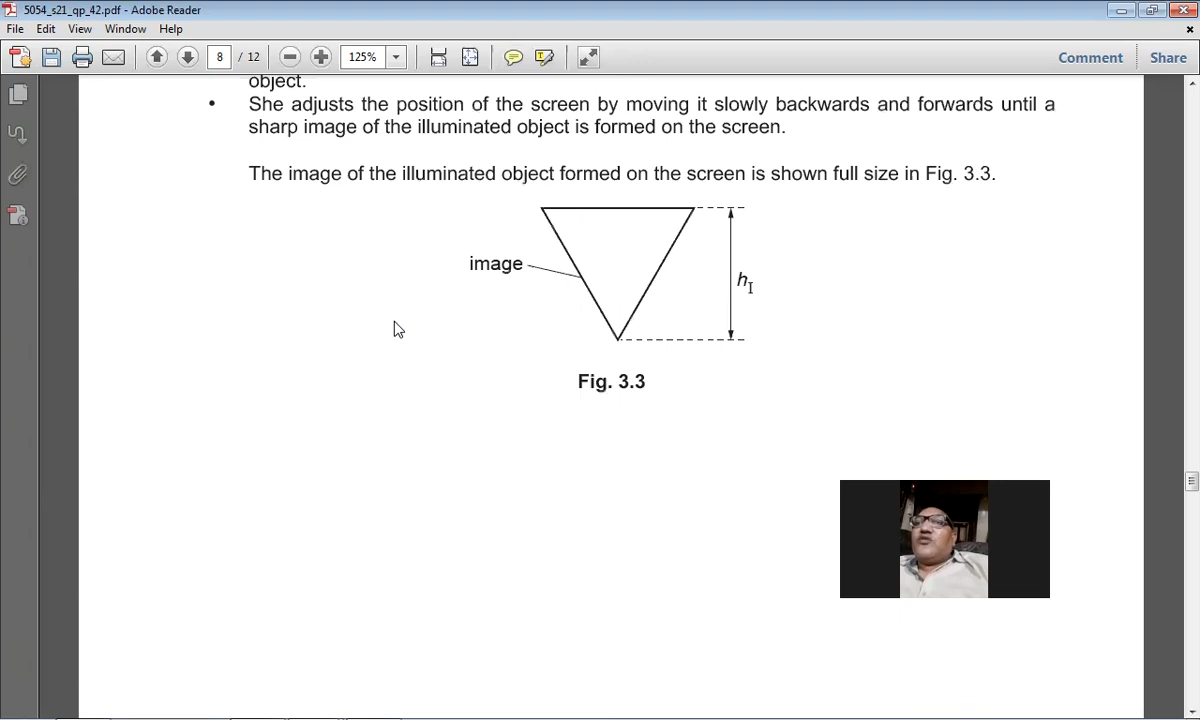 5054_s21_qp_42.pdf - Adobe Reader
File Edit View Window Help
8 / 12 125% Comment Share
object.
• She adjusts the position of the screen by moving it slowly backwards and forwards until a
sharp image of the illuminated object is formed on the screen.
The image of the illuminated object formed on the screen is shown full size in Fig. 3.3.
image
hI
Fig. 3.3